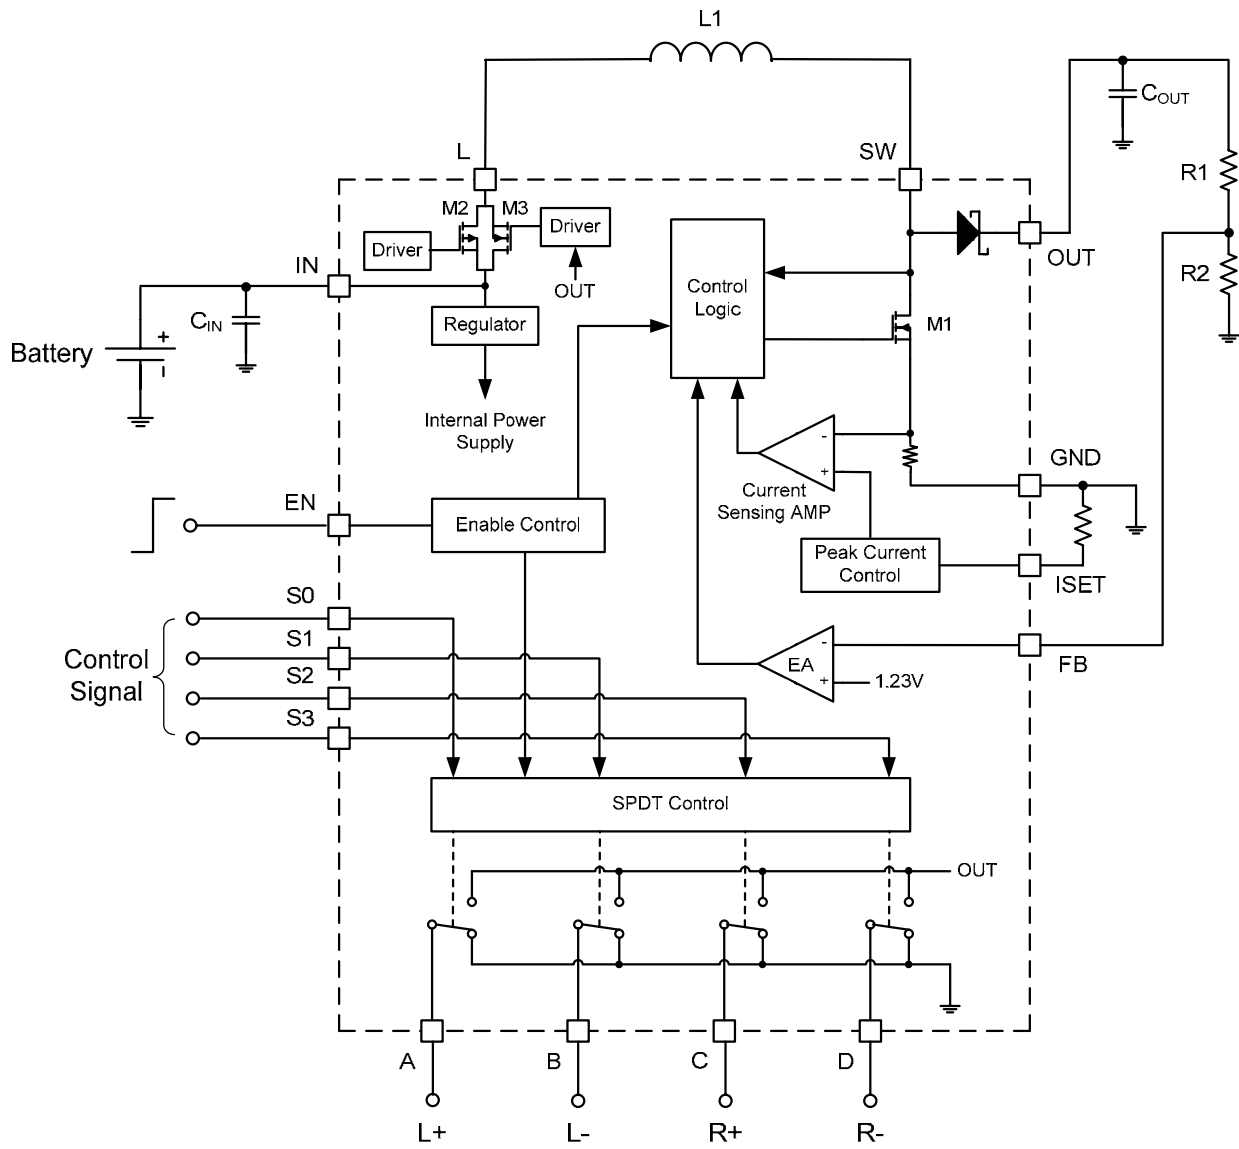 L1
L
SW
M2
M3
Driver
Driver
OUT
IN
C_IN
Battery
+
-
Regulator
Internal Power
Supply
Control
Logic
M1
OUT
C_OUT
R1
R2
-
+
Current
Sensing AMP
GND
Peak Current
Control
ISET
EN
Enable Control
S0
S1
S2
S3
Control
Signal
-
EA
+
1.23V
FB
SPDT Control
OUT
A
B
C
D
L+
L-
R+
R-